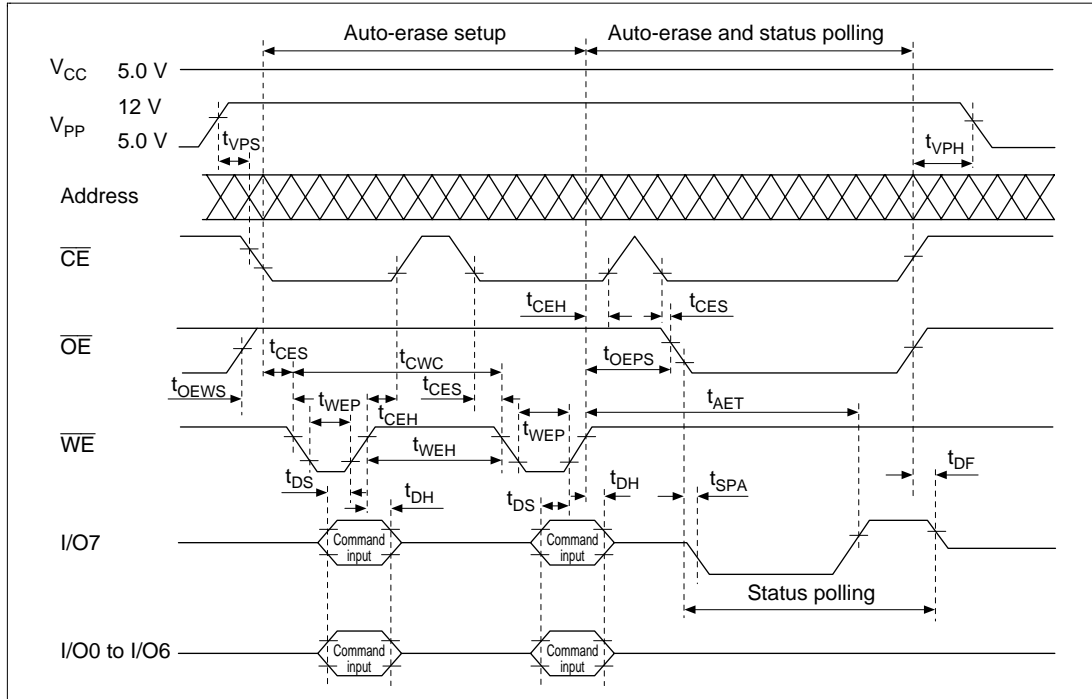 Auto-erase setup Auto-erase and status polling
VCC 5.0 V
12 V
VPP
5.0 V
tVPS
tVPH
Address
CE
tCEH
tCES
OE
tCES
tCWC
tOEPS
tOEWS
tWEP
tCES
tAET
tCEH
tWEP
WE
tWEH
tDS
tDH
tDS
tDH
tSPA
tDF
I/O7
Command
input
Command
input
Status polling
I/O0 to I/O6
Command
input
Command
input